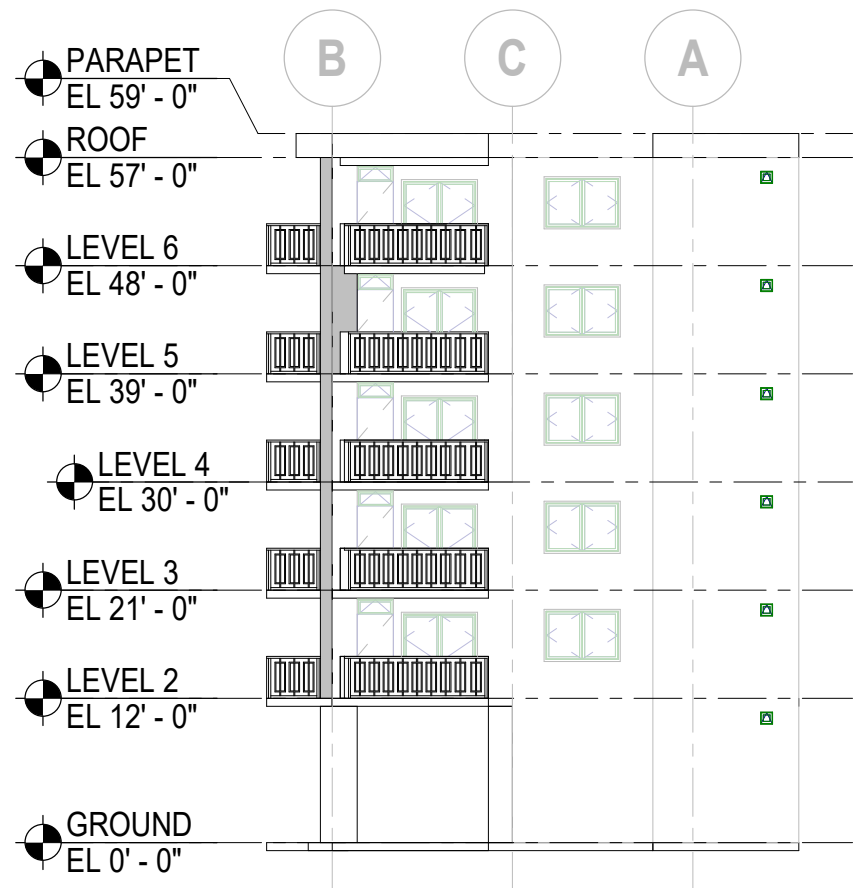 B
C
A
PARAPET
EL 59' - 0"
ROOF
EL 57' - 0"
LEVEL 6
EL 48' - 0"
LEVEL 5
EL 39' - 0"
LEVEL 4
EL 30' - 0"
LEVEL 3
EL 21' - 0"
LEVEL 2
EL 12' - 0"
GROUND
EL 0' - 0"